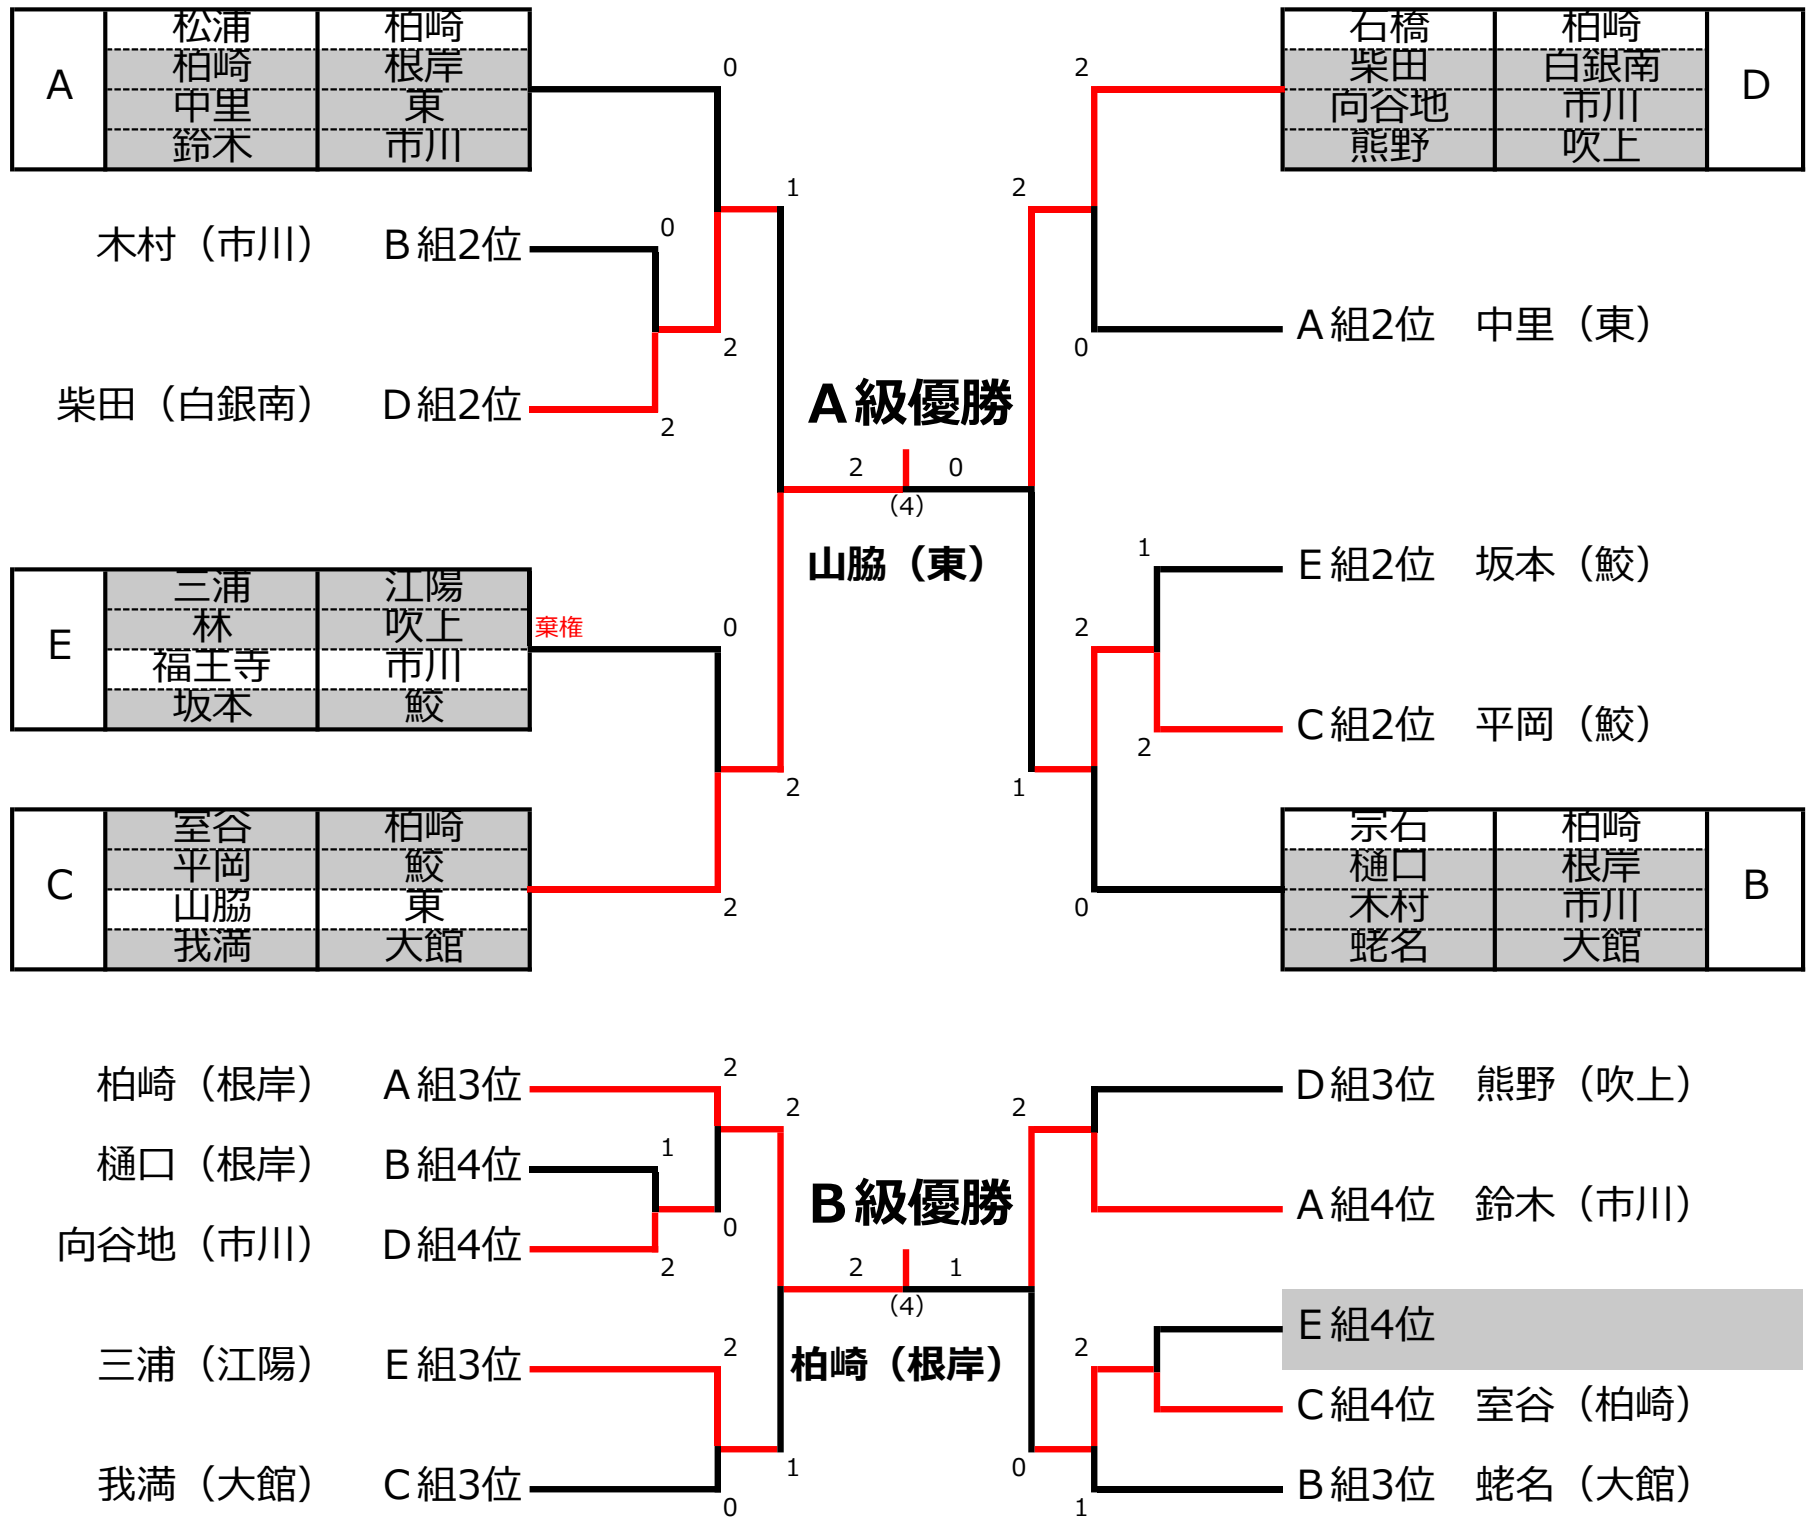 A
松浦 柏崎
柏崎 根岸
中里 東
鈴木 市川
0
木村（市川） Ｂ組2位
0
1
柴田（白銀南） Ｄ組2位
2
2
E
三浦 江陽
林 吹上
福王寺 市川
坂本 鮫
棄権
0
C
室谷 柏崎
平岡 鮫
山脇 東
我満 大館
2
2
Ａ級優勝
2 0
(4)
山脇（東）
D
石橋 柏崎
柴田 白銀南
向谷地 市川
熊野 吹上
2
2
Ａ組2位 中里（東）
0
1
Ｅ組2位 坂本（鮫）
2
Ｃ組2位 平岡（鮫）
2
1
B
宗石 柏崎
樋口 根岸
木村 市川
蛯名 大館
0
柏崎（根岸） Ａ組3位
2
2
樋口（根岸） Ｂ組4位
1
向谷地（市川） Ｄ組4位
0
2
三浦（江陽） Ｅ組3位
2
我満（大館） Ｃ組3位
1
0
Ｂ級優勝
2 1
(4)
柏崎（根岸）
Ｄ組3位 熊野（吹上）
2
Ａ組4位 鈴木（市川）
Ｅ組4位
2
Ｃ組4位 室谷（柏崎）
0
Ｂ組3位 蛯名（大館）
1